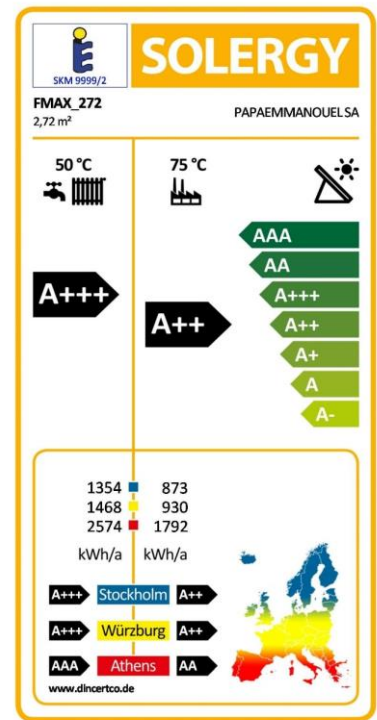 SOLERGY
SKM 9999/2
FMAX_272
2,72 m²
PAPAEMMANOUEL SA
50 °C
75 °C
A+++
A++
AAA
AA
A+++
A++
A+
A
A-
1354 873
1468 930
2574 1792
kWh/a kWh/a
A+++ Stockholm A++
A+++ Würzburg A++
AAA Athens AA
www.dincertco.de